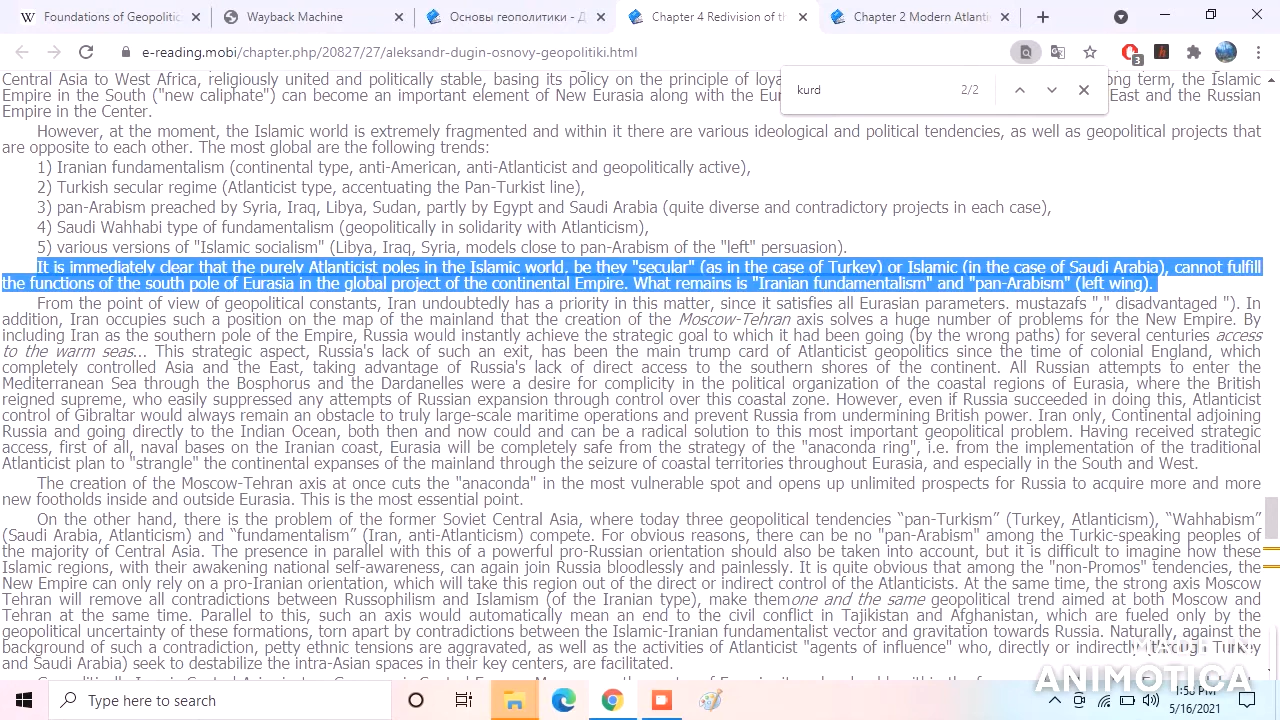 Foundations of Geopolitic
Wayback Machine
Основы геополитики - Д
Chapter 4 Redivision of th
Chapter 2 Modern Atlanti
e-reading.mobi/chapter.php/20827/27/aleksandr-dugin-osnovy-geopolitiki.html
3
kurd
2/2
Central Asia to West Africa, religiously united and politically stable, basing its policy on the principle of loya ong term, the Islamic
Empire in the South ("new caliphate") can become an important element of New Eurasia along with the Eu East and the Russian
Empire in the Center.
However, at the moment, the Islamic world is extremely fragmented and within it there are various ideological and political tendencies, as well as geopolitical projects that
are opposite to each other. The most global are the following trends:
1) Iranian fundamentalism (continental type, anti-American, anti-Atlanticist and geopolitically active),
2) Turkish secular regime (Atlanticist type, accentuating the Pan-Turkist line),
3) pan-Arabism preached by Syria, Iraq, Libya, Sudan, partly by Egypt and Saudi Arabia (quite diverse and contradictory projects in each case),
4) Saudi Wahhabi type of fundamentalism (geopolitically in solidarity with Atlanticism),
5) various versions of "Islamic socialism" (Libya, Iraq, Syria, models close to pan-Arabism of the "left" persuasion).
It is immediately clear that the purely Atlanticist poles in the Islamic world, be they "secular" (as in the case of Turkey) or Islamic (in the case of Saudi Arabia), cannot fulfill
the functions of the south pole of Eurasia in the global project of the continental Empire. What remains is "Iranian fundamentalism" and "pan-Arabism" (left wing).
From the point of view of geopolitical constants, Iran undoubtedly has a priority in this matter, since it satisfies all Eurasian parameters. mustazafs "," disadvantaged "). In
addition, Iran occupies such a position on the map of the mainland that the creation of the Moscow-Tehran axis solves a huge number of problems for the New Empire. By
including Iran as the southern pole of the Empire, Russia would instantly achieve the strategic goal to which it had been going (by the wrong paths) for several centuries access
to the warm seas... This strategic aspect, Russia's lack of such an exit, has been the main trump card of Atlanticist geopolitics since the time of colonial England, which
completely controlled Asia and the East, taking advantage of Russia's lack of direct access to the southern shores of the continent. All Russian attempts to enter the
Mediterranean Sea through the Bosphorus and the Dardanelles were a desire for complicity in the political organization of the coastal regions of Eurasia, where the British
reigned supreme, who easily suppressed any attempts of Russian expansion through control over this coastal zone. However, even if Russia succeeded in doing this, Atlanticist
control of Gibraltar would always remain an obstacle to truly large-scale maritime operations and prevent Russia from undermining British power. Iran only, Continental adjoining
Russia and going directly to the Indian Ocean, both then and now could and can be a radical solution to this most important geopolitical problem. Having received strategic
access, first of all, naval bases on the Iranian coast, Eurasia will be completely safe from the strategy of the "anaconda ring", i.e. from the implementation of the traditional
Atlanticist plan to "strangle" the continental expanses of the mainland through the seizure of coastal territories throughout Eurasia, and especially in the South and West.
The creation of the Moscow-Tehran axis at once cuts the "anaconda" in the most vulnerable spot and opens up unlimited prospects for Russia to acquire more and more
new footholds inside and outside Eurasia. This is the most essential point.
On the other hand, there is the problem of the former Soviet Central Asia, where today three geopolitical tendencies “pan-Turkism” (Turkey, Atlanticism), “Wahhabism”
(Saudi Arabia, Atlanticism) and “fundamentalism” (Iran, anti-Atlanticism) compete. For obvious reasons, there can be no "pan-Arabism" among the Turkic-speaking peoples of
the majority of Central Asia. The presence in parallel with this of a powerful pro-Russian orientation should also be taken into account, but it is difficult to imagine how these
Islamic regions, with their awakening national self-awareness, can again join Russia bloodlessly and painlessly. It is quite obvious that among the "non-Promos" tendencies, the
New Empire can only rely on a pro-Iranian orientation, which will take this region out of the direct or indirect control of the Atlanticists. At the same time, the strong axis Moscow
Tehran will remove all contradictions between Russophilism and Islamism (of the Iranian type), make themone and the same geopolitical trend aimed at both Moscow and
Tehran at the same time. Parallel to this, such an axis would automatically mean an end to the civil conflict in Tajikistan and Afghanistan, which are fueled only by the
geopolitical uncertainty of these formations, torn apart by contradictions between the Islamic-Iranian fundamentalist vector and gravitation towards Russia. Naturally, against the
background of such a contradiction, petty ethnic tensions are aggravated, as well as the activities of Atlanticist "agents of influence" who, directly or indirectly (through Turkey
and Saudi Arabia) seek to destabilize the intra-Asian spaces in their key centers, are facilitated.
ANIMOTICA
Type here to search
1:58 PM
5/16/2021